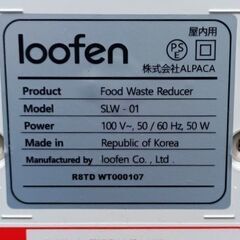 loofen
屋内用
PSE
株式会社ALPACA
Product Food Waste Reducer
Model SLW - 01
Power 100 V~, 50 / 60 Hz, 50 W
Made in Republic of Korea
Manufactured by loofen Co., Ltd.
R8TD WT000107